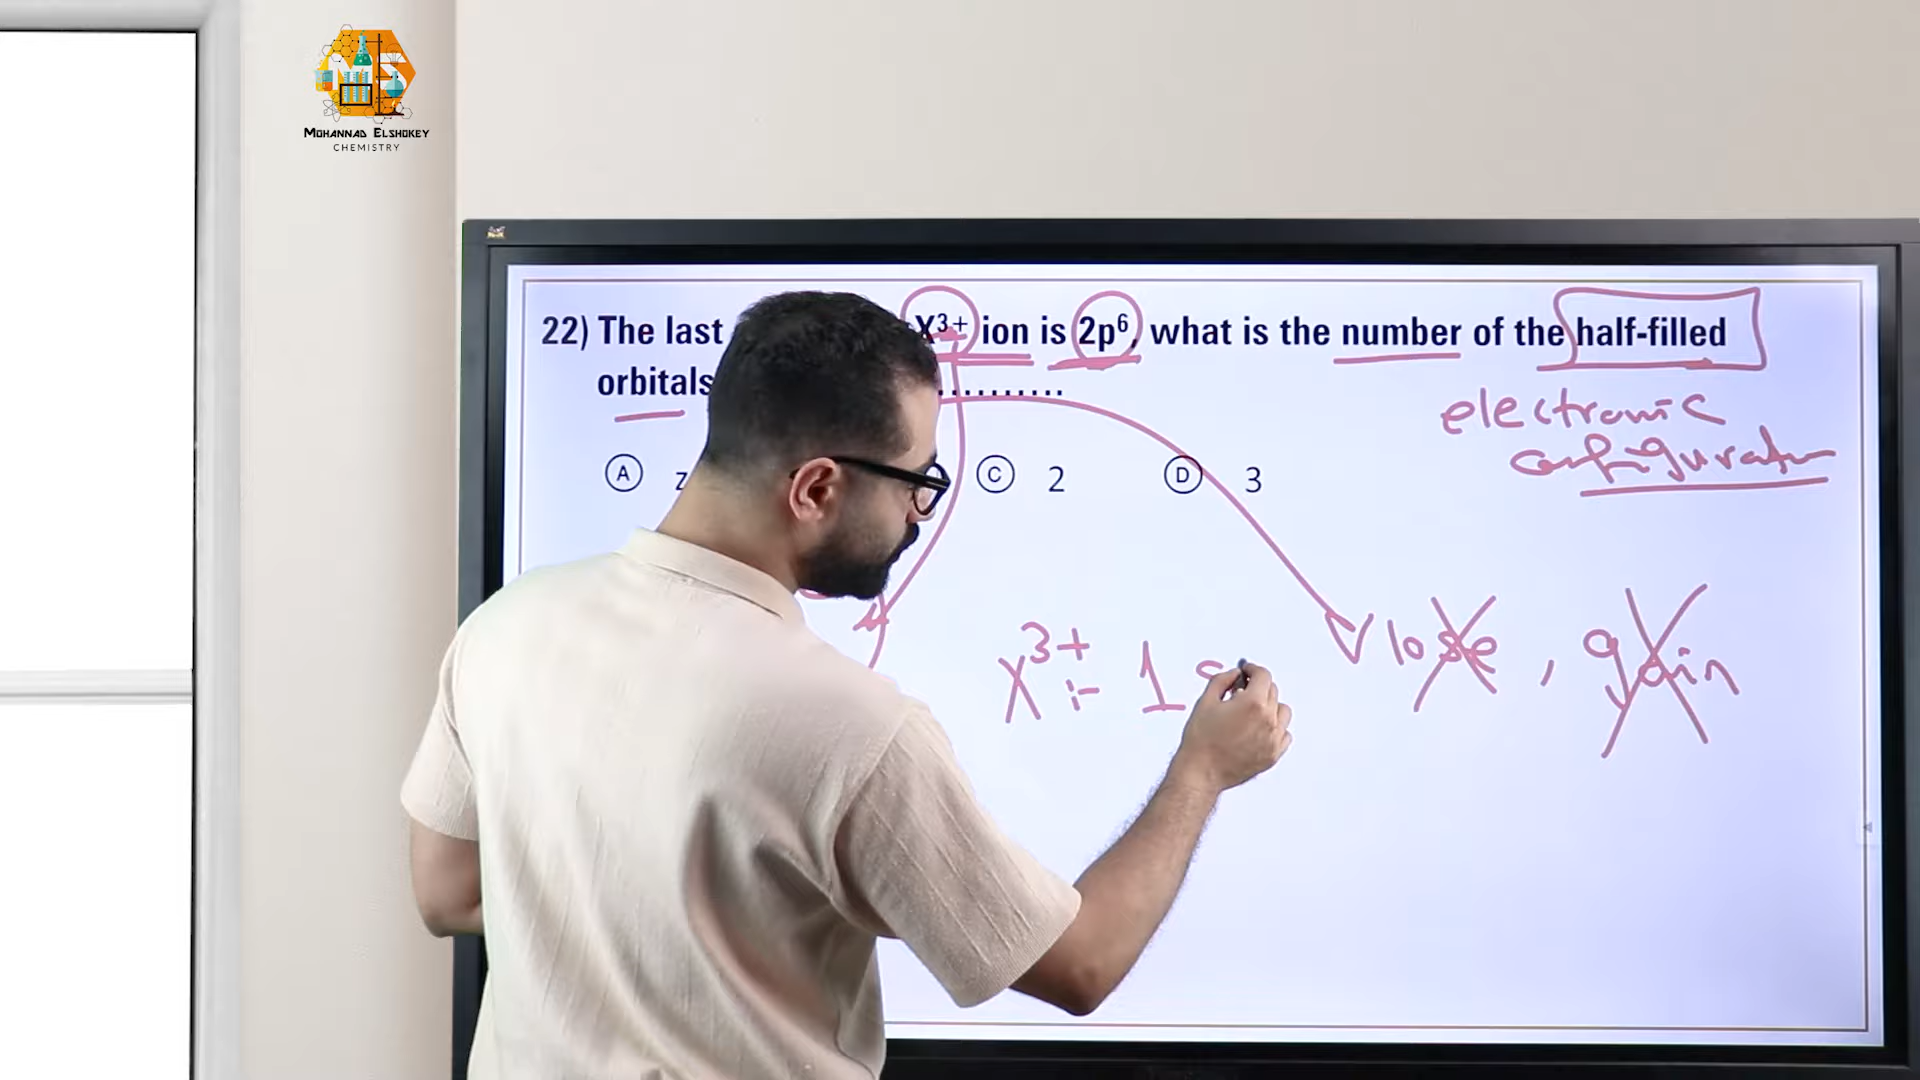 MOHANNAD ELSHOKEY
CHEMISTRY
22) The last X³⁺ ion is 2p⁶, what is the number of the half-filled
orbitals ..........
electronic
configuration
A z C 2 D 3
X³⁺ :- 1s lose , gain